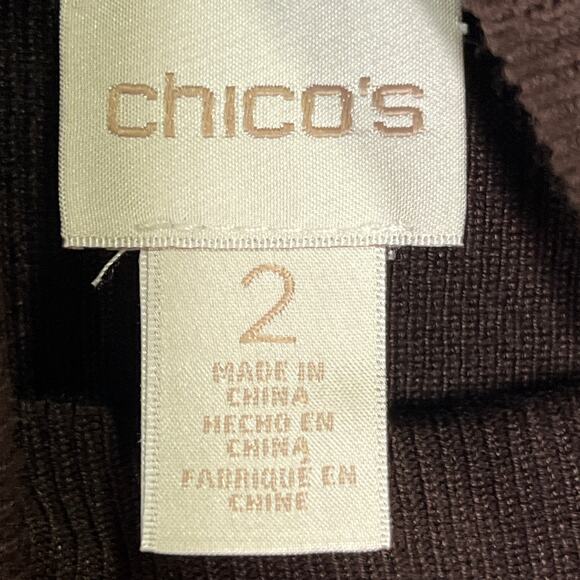 chico's
2
MADE IN
CHINA
HECHO EN
CHINA
FABRIQUÉ EN
CHINE